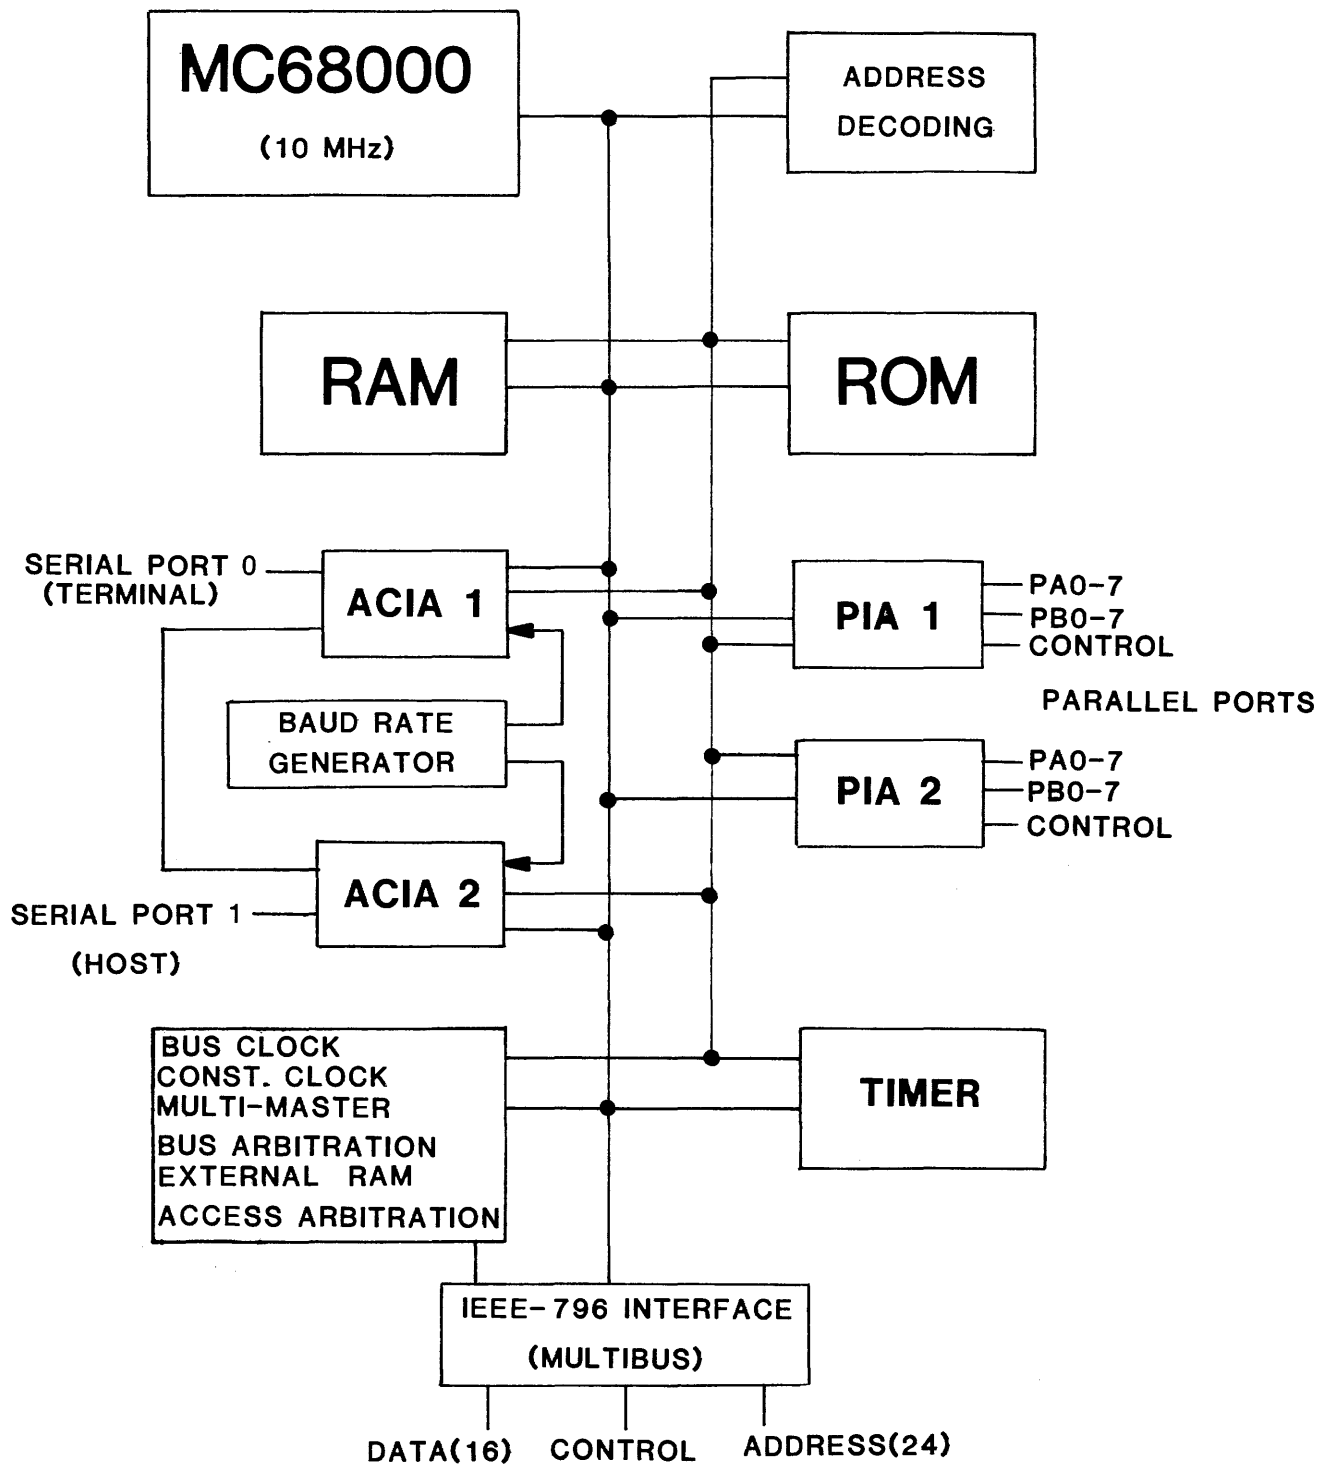 MC68000
(10 MHz)
ADDRESS
DECODING
RAM
ROM
SERIAL PORT 0
(TERMINAL)
ACIA 1
PIA 1
PA0-7
PB0-7
CONTROL
PARALLEL PORTS
BAUD RATE
GENERATOR
PIA 2
PA0-7
PB0-7
CONTROL
ACIA 2
SERIAL PORT 1
(HOST)
BUS CLOCK
CONST. CLOCK
MULTI-MASTER
BUS ARBITRATION
EXTERNAL RAM
ACCESS ARBITRATION
TIMER
IEEE-796 INTERFACE
(MULTIBUS)
DATA(16) CONTROL ADDRESS(24)